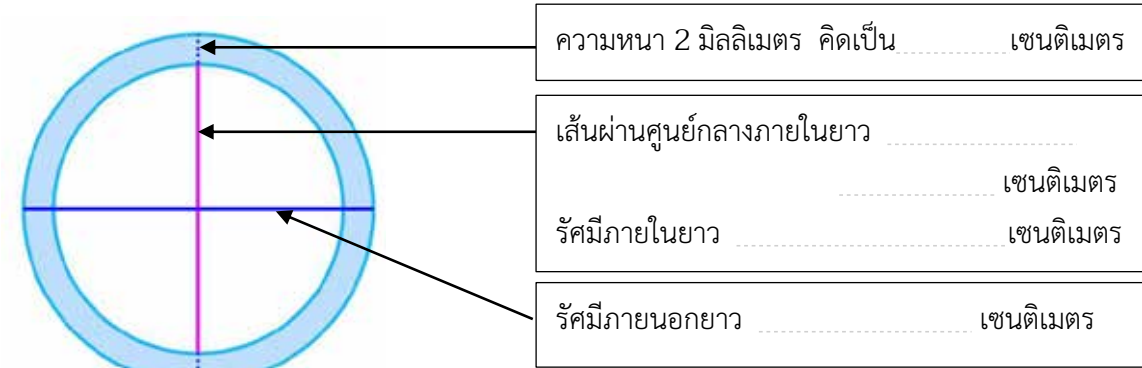 ความหนา 2 มิลลิเมตร คิดเป็น เซนติเมตร
เส้นผ่านศูนย์กลางภายในยาว
เซนติเมตร
รัศมีภายในยาว เซนติเมตร
รัศมีภายนอกยาว เซนติเมตร